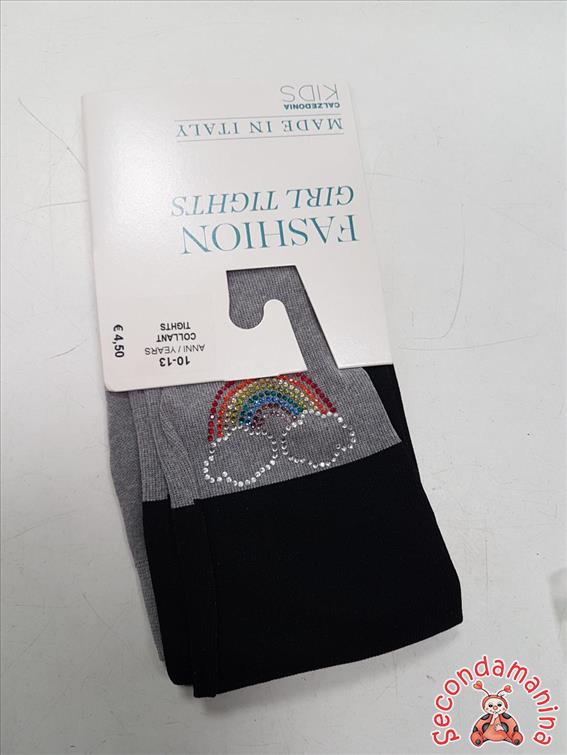 CALZEDONIA
KIDS
MADE IN ITALY
FASHION
GIRL TIGHTS
10-13
ANNI / YEARS
COLLANT
TIGHTS
€ 4,50
Secondamanina